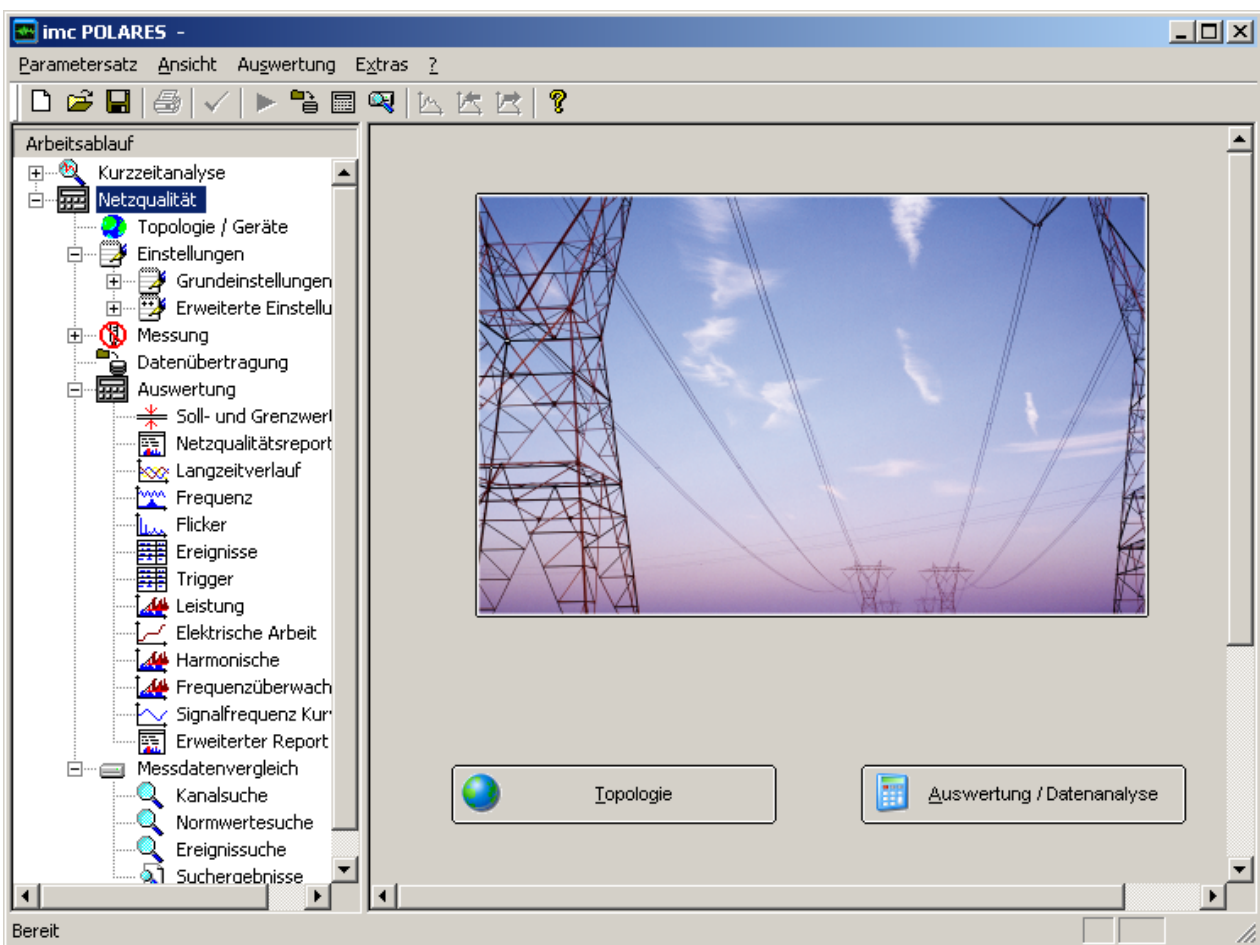 imc POLARES -
Parametersatz Ansicht Auswertung Extras ?
Arbeitsablauf
Kurzzeitanalyse
Netzqualität
Topologie / Geräte
Einstellungen
Grundeinstellungen
Erweiterte Einstellu
Messung
Datenübertragung
Auswertung
Soll- und Grenzwert
Netzqualitätsreport
Langzeitverlauf
Frequenz
Flicker
Ereignisse
Trigger
Leistung
Elektrische Arbeit
Harmonische
Frequenzüberwach
Signalfrequenz Kur
Erweiterter Report
Messdatenvergleich
Kanalsuche
Normwertesuche
Ereignissuche
Suchergebnisse
Topologie
Auswertung / Datenanalyse
Bereit